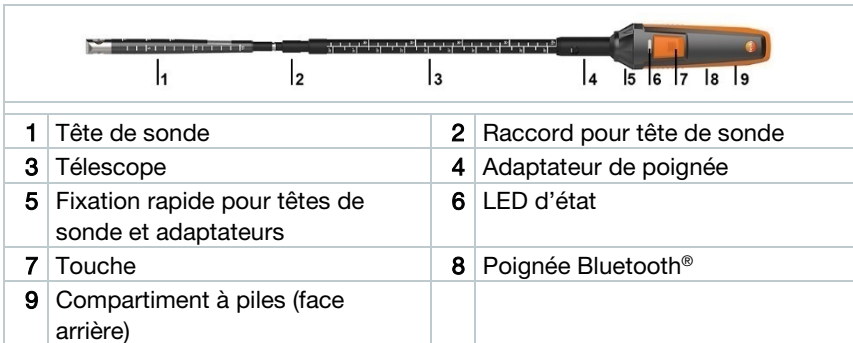 1 2 3 4 5 6 7 8 9
1 Tête de sonde 2 Raccord pour tête de sonde
3 Télescope 4 Adaptateur de poignée
5 Fixation rapide pour têtes de 6 LED d’état
sonde et adaptateurs
7 Touche 8 Poignée Bluetooth®
9 Compartiment à piles (face
arrière)